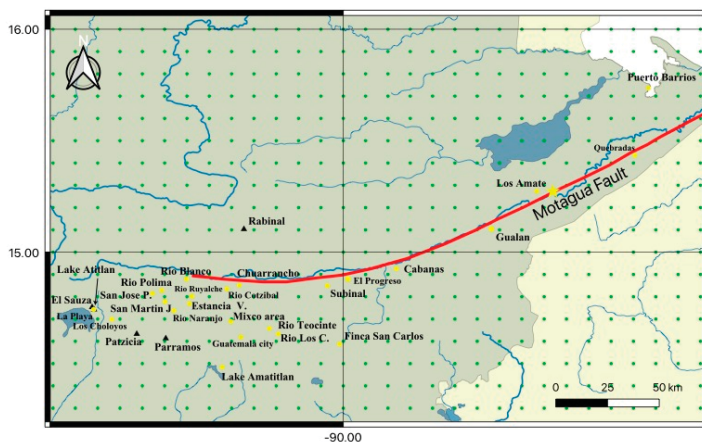 16.00
N
Puerto Barrios
Quebradas
Los Amate
Motagua Fault
Rabinal
Gualan
15.00
Lake Atitlan
Rio Blanco
Chuarrancho
Cabanas
Rio Polima
Rio Ruyalche
El Progreso
El Sauza
San Jose P.
Rio Cotzibal
Subinal
La Playa
San Martin J.
Estancia V.
Los Choloyos
Rio Naranjo
Mixco area
Rio Teocinte
Patzicia
Parramos
Guatemala city
Rio Los C.
Finca San Carlos
Lake Amatitlan
0 25 50 km
-90.00